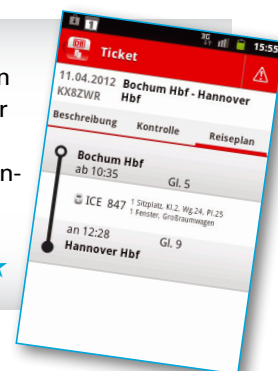 n
r
n-
1
3G
15:55
DB
Ticket
11.04.2012 Bochum Hbf - Hannover
KX8ZWR Hbf
Beschreibung Kontrolle Reiseplan
Bochum Hbf
ab 10:35 Gl. 5
ICE 847 1 Sitzplatz, Kl.2, Wg.24, Pl.25
1 Fenster, Großraumwagen
an 12:28 Gl. 9
Hannover Hbf